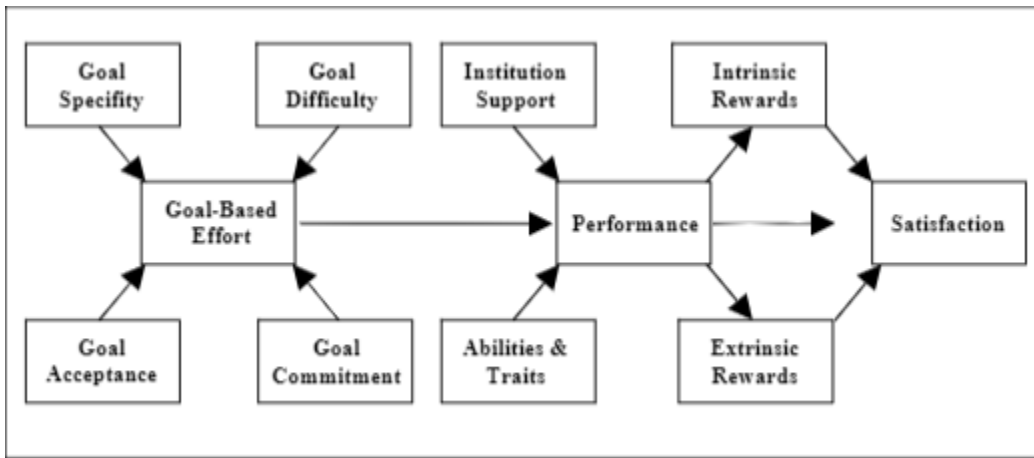 Goal
Specifity
Goal
Difficulty
Institution
Support
Intrinsic
Rewards
Goal-Based
Effort
Performance
Satisfaction
Goal
Acceptance
Goal
Commitment
Abilities &
Traits
Extrinsic
Rewards